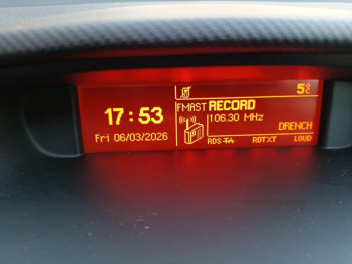 5°C
17:53
Fri 06/03/2026
FMAST RECORD
106.30 MHz
DRENCH
RDS TA RDTXT LOUD